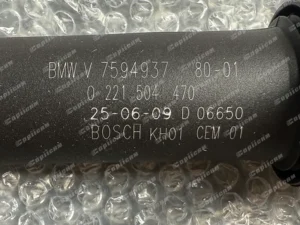 BMW V 7594937 80-01
0 221 504 470
25-06-09 D 06650
BOSCH KH01 CEM 01